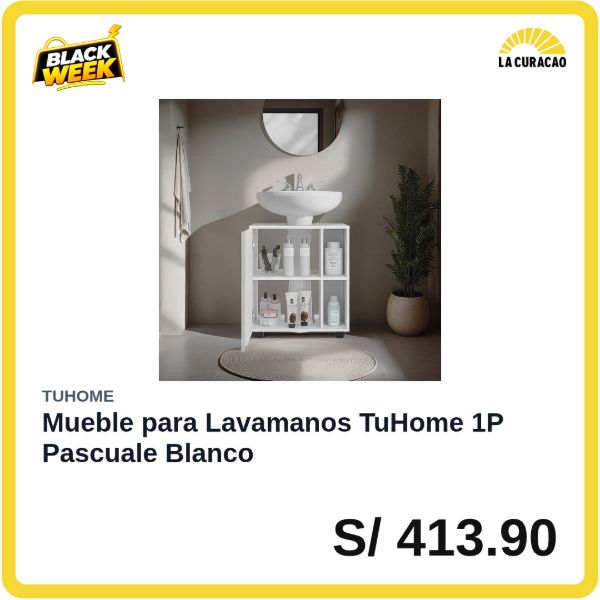 BLACK
WEEK
LA CURACAO
TUHOME
Mueble para Lavamanos TuHome 1P
Pascuale Blanco
S/ 413.90